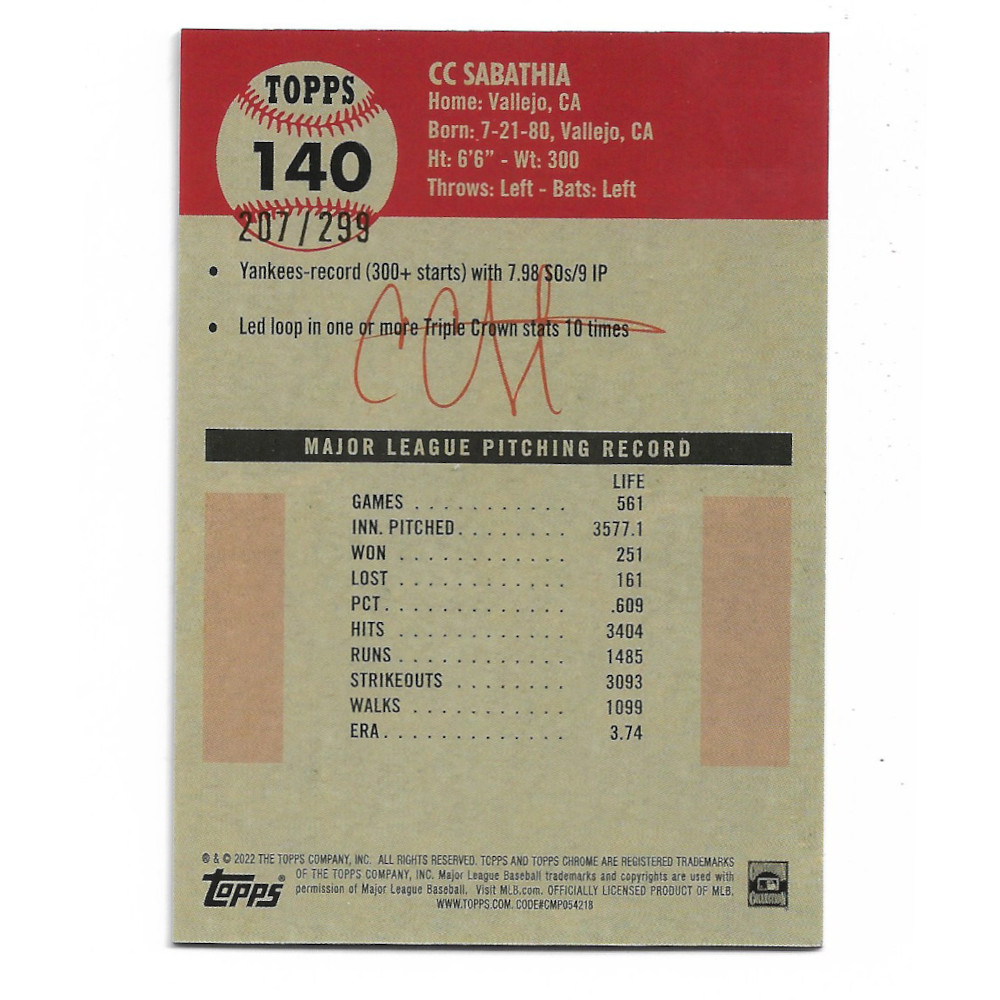 TOPPS
140
207/299
CC SABATHIA
Home: Vallejo, CA
Born: 7-21-80, Vallejo, CA
Ht: 6'6" - Wt: 300
Throws: Left - Bats: Left
• Yankees-record (300+ starts) with 7.98 SOs/9 IP
• Led loop in one or more Triple Crown stats 10 times
MAJOR LEAGUE PITCHING RECORD
LIFE
GAMES . . . . . . . . . . . 561
INN. PITCHED. . . . . . . . 3577.1
WON . . . . . . . . . . . . 251
LOST . . . . . . . . . . . . 161
PCT. . . . . . . . . . . . . .609
HITS . . . . . . . . . . . . 3404
RUNS . . . . . . . . . . . . 1485
STRIKEOUTS . . . . . . . . 3093
WALKS . . . . . . . . . . . 1099
ERA. . . . . . . . . . . . . 3.74
® & © 2022 THE TOPPS COMPANY, INC. ALL RIGHTS RESERVED. TOPPS AND TOPPS CHROME ARE REGISTERED TRADEMARKS
OF THE TOPPS COMPANY, INC. Major League Baseball trademarks and copyrights are used with
permission of Major League Baseball. Visit MLB.com. OFFICIALLY LICENSED PRODUCT OF MLB.
WWW.TOPPS.COM. CODE#CMP054218
topps®
COLLECTION